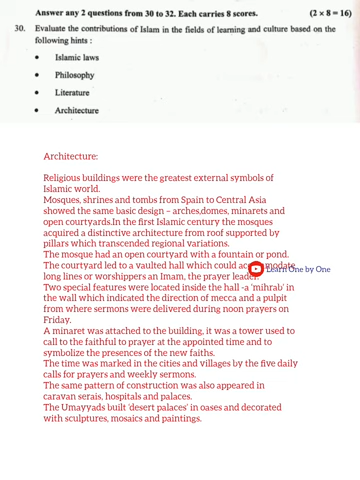 Answer any 2 questions from 30 to 32. Each carries 8 scores. (2 × 8 = 16)
30. Evaluate the contributions of Islam in the fields of learning and culture based on the
following hints :
• Islamic laws
• Philosophy
• Literature
• Architecture
Architecture:
Religious buildings were the greatest external symbols of
Islamic world.
Mosques, shrines and tombs from Spain to Central Asia
showed the same basic design – arches,domes, minarets and
open courtyards.In the first Islamic century the mosques
acquired a distinctive architecture from roof supported by
pillars which transcended regional variations.
The mosque had an open courtyard with a fountain or pond.
The courtyard led to a vaulted hall which could accommodate
long lines or worshippers an Imam, the prayer leader.
Learn One by One
Two special features were located inside the hall -a 'mihrab' in
the wall which indicated the direction of mecca and a pulpit
from where sermons were delivered during noon prayers on
Friday.
A minaret was attached to the building, it was a tower used to
call to the faithful to prayer at the appointed time and to
symbolize the presences of the new faiths.
The time was marked in the cities and villages by the five daily
calls for prayers and weekly sermons.
The same pattern of construction was also appeared in
caravan serais, hospitals and palaces.
The Umayyads built 'desert palaces' in oases and decorated
with sculptures, mosaics and paintings.